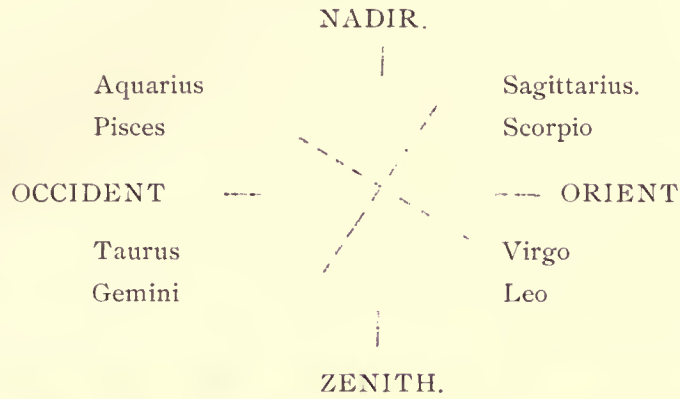 NADIR.
Aquarius Sagittarius.
Pisces Scorpio
OCCIDENT ORIENT
Taurus Virgo
Gemini Leo
ZENITH.